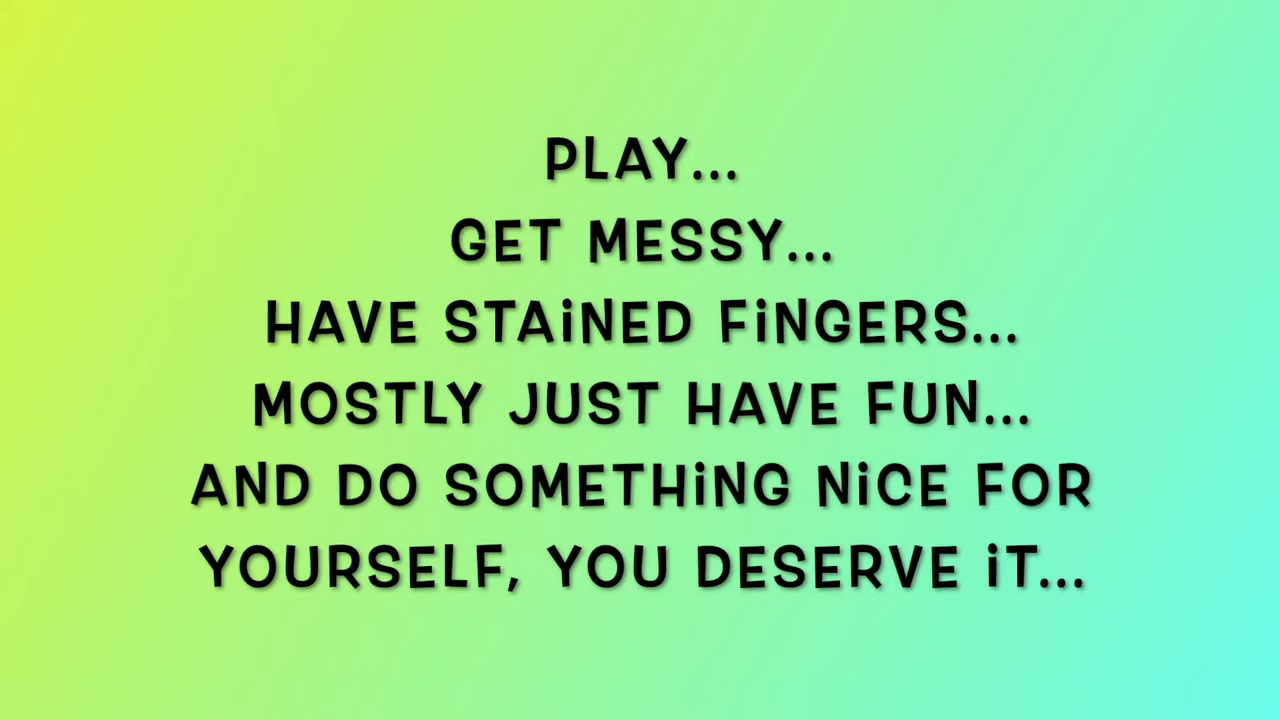 PLAY...
GET MESSY...
HAVE STAiNED FiNGERS...
MOSTLY JUST HAVE FUN...
AND DO SOMETHiNG NiCE FOR
YOURSELF, YOU DESERVE iT...